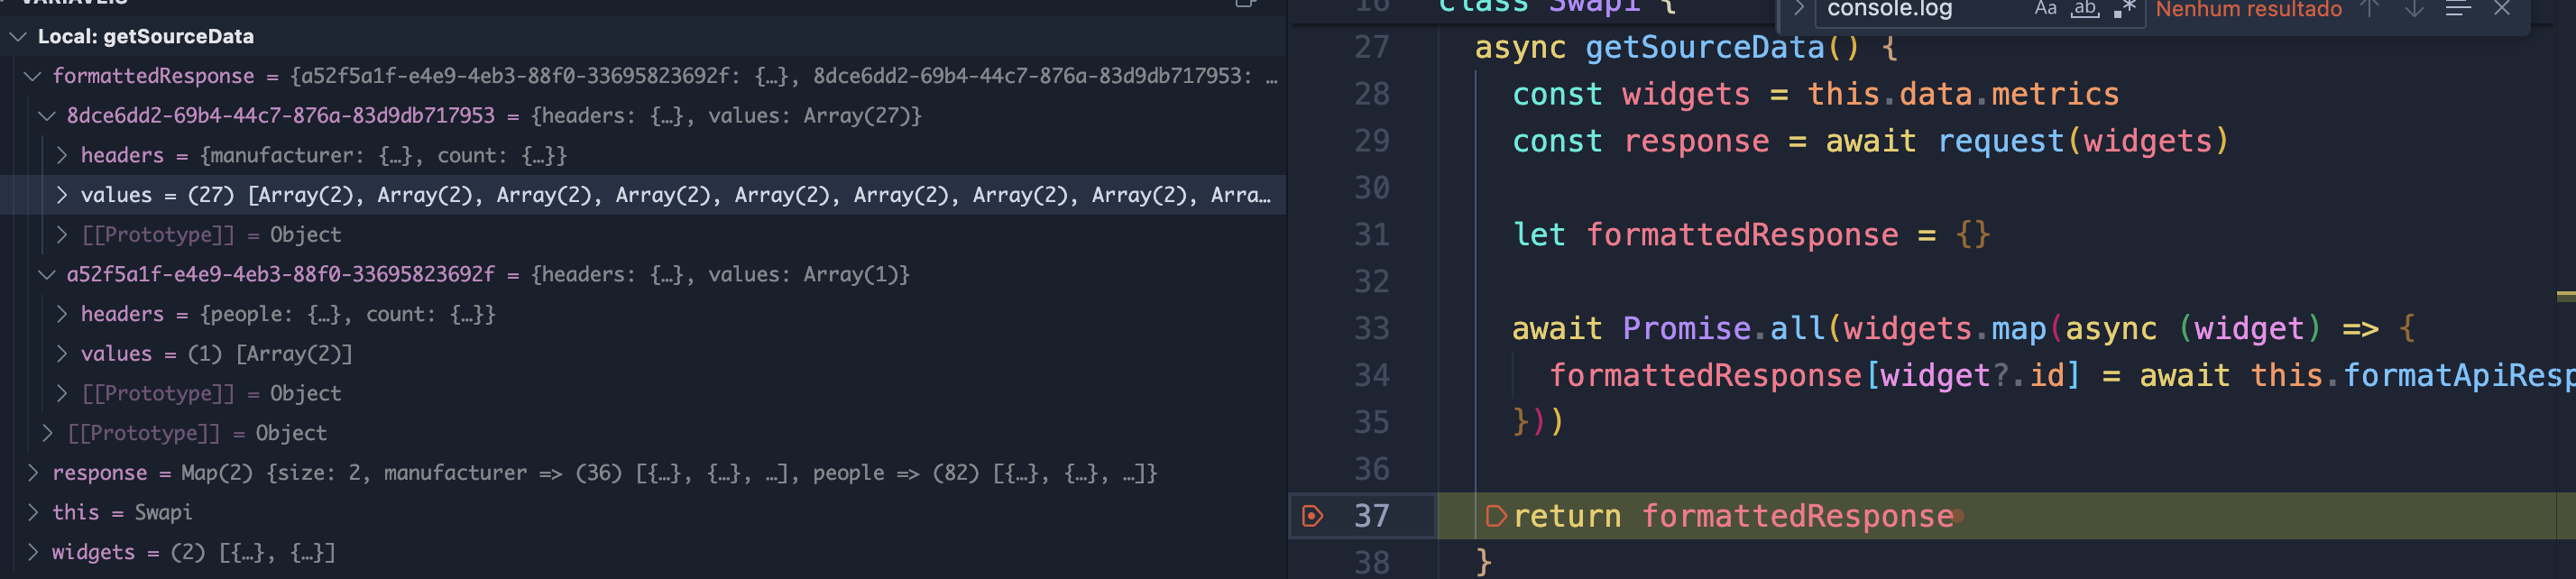 VARIÁVEIS
Local: getSourceData
formattedResponse = {a52f5a1f-e4e9-4eb3-88f0-33695823692f: {…}, 8dce6dd2-69b4-44c7-876a-83d9db717953: …
8dce6dd2-69b4-44c7-876a-83d9db717953 = {headers: {…}, values: Array(27)}
headers = {manufacturer: {…}, count: {…}}
values = (27) [Array(2), Array(2), Array(2), Array(2), Array(2), Array(2), Array(2), Array(2), Arra…
[[Prototype]] = Object
a52f5a1f-e4e9-4eb3-88f0-33695823692f = {headers: {…}, values: Array(1)}
headers = {people: {…}, count: {…}}
values = (1) [Array(2)]
[[Prototype]] = Object
[[Prototype]] = Object
response = Map(2) {size: 2, manufacturer => (36) [{…}, {…}, …], people => (82) [{…}, {…}, …]}
this = Swapi
widgets = (2) [{…}, {…}]
16 class Swapi {
console.log Aa ab .* Nenhum resultado
27 async getSourceData() {
28 const widgets = this.data.metrics
29 const response = await request(widgets)
30
31 let formattedResponse = {}
32
33 await Promise.all(widgets.map(async (widget) => {
34 formattedResponse[widget?.id] = await this.formatApiResp
35 }))
36
37 return formattedResponse
38 }